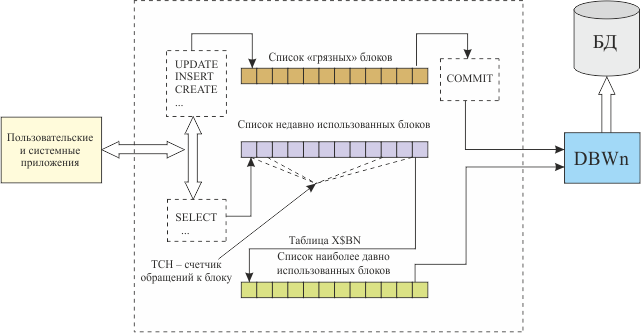 Список «грязных» блоков
БД
UPDATE
INSERT
CREATE
...
COMMIT
Список недавно использованных блоков
Пользовательские
и системные
приложения
DBWn
SELECT
...
Таблица X$BN
ТСН – счетчик
обращений к блоку
Список наиболее давно
использованных блоков